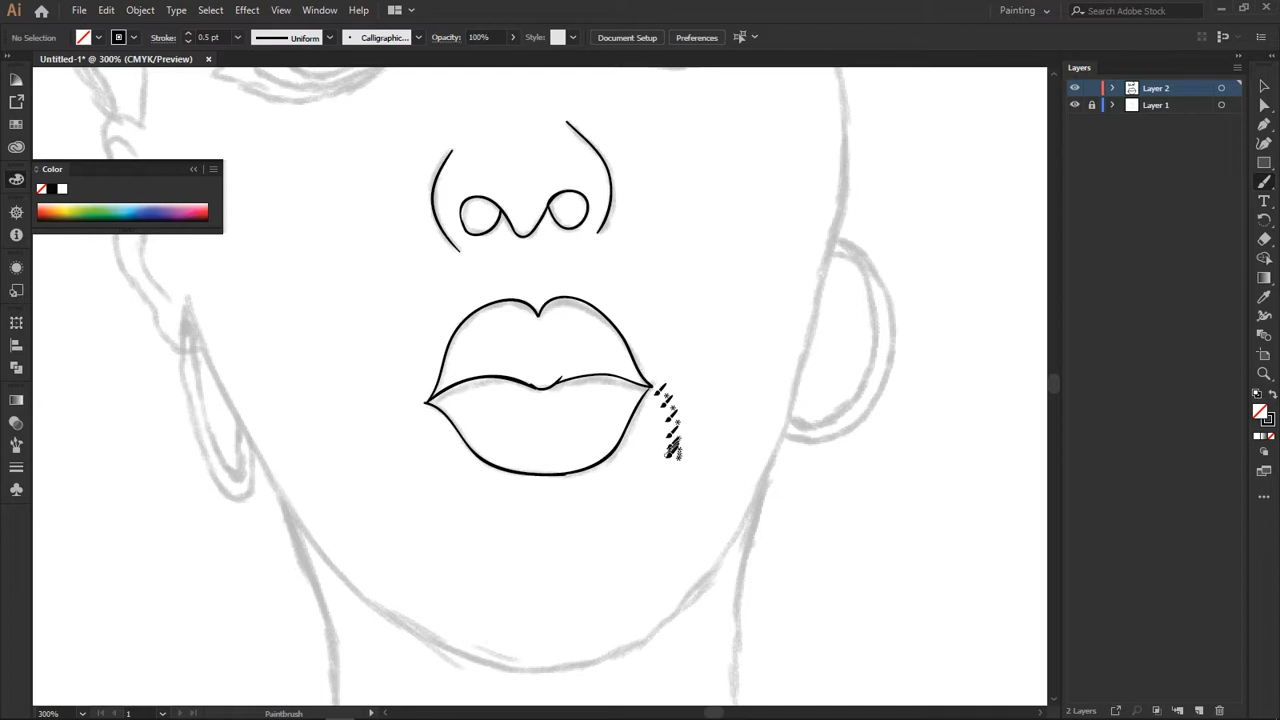 Ai File Edit Object Type Select Effect View Window Help Painting Search Adobe Stock
No Selection Stroke: 0.5 pt Uniform Calligraphic... Opacity: 100% Style: Document Setup Preferences
Untitled-1* @ 300% (CMYK/Preview) ×
Layers
Layer 2
Layer 1
Color
300% 1 Paintbrush
2 Layers